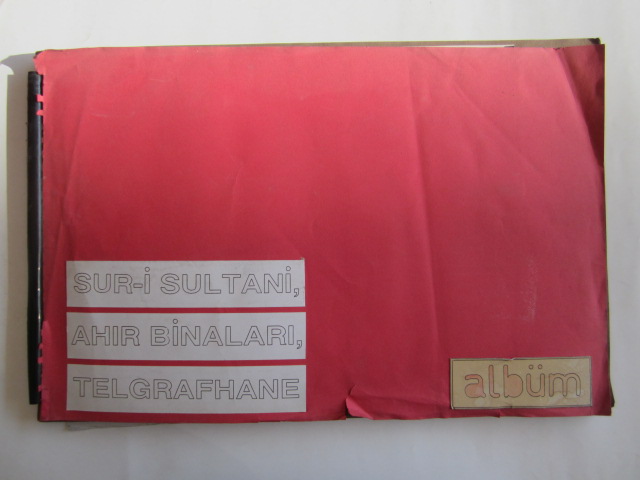 SUR-İ SULTANİ,
AHIR BİNALARI,
TELGRAFHANE
albüm